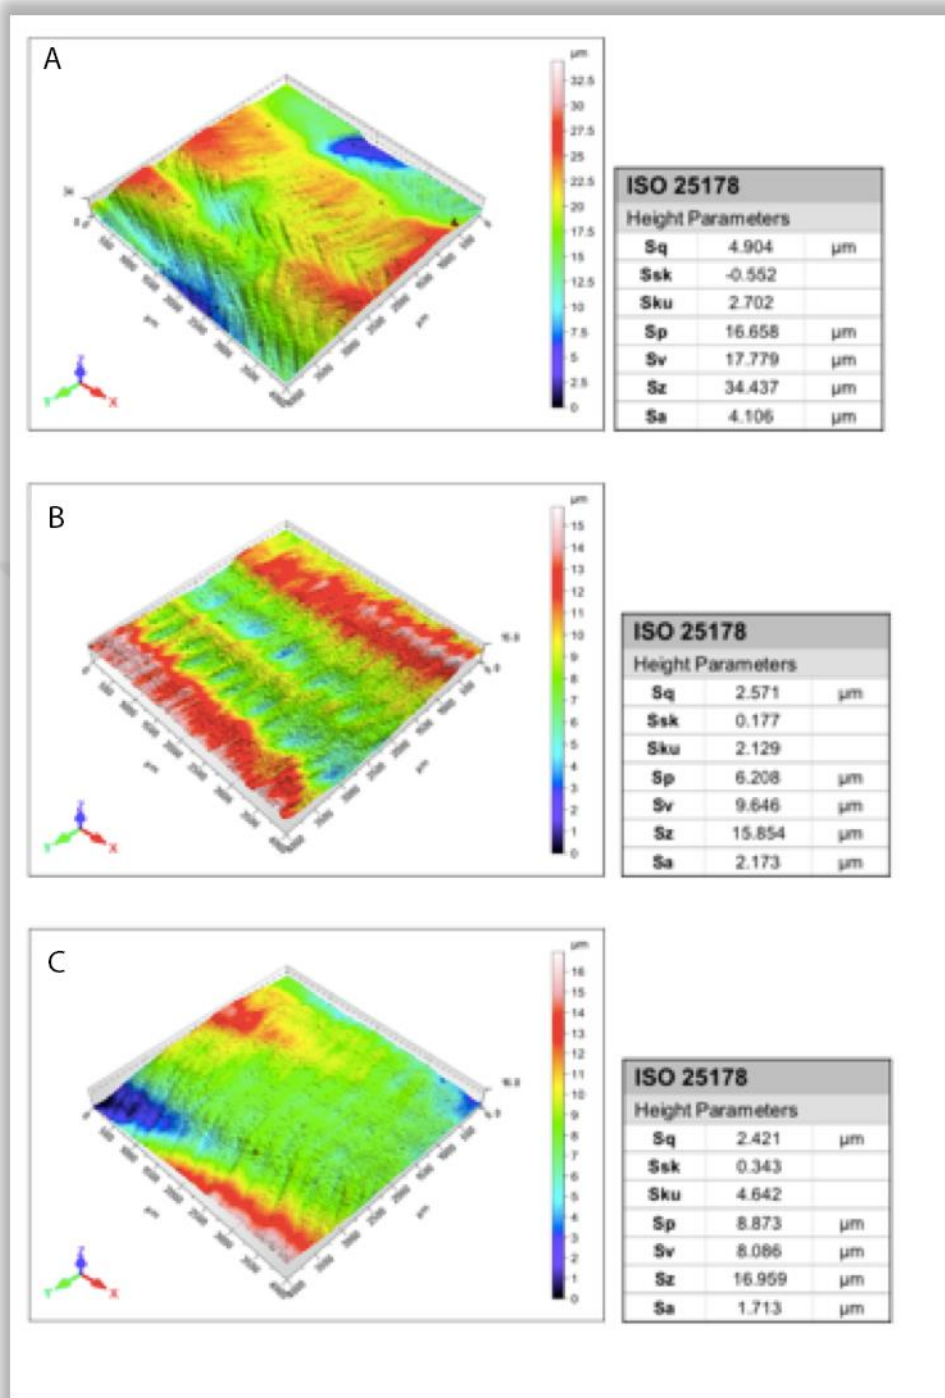 A
µm
32.5
30
27.5
25
22.5
20
17.5
15
12.5
10
7.5
5
2.5
0
µm
µm
Z
Y
X
ISO 25178
Height Parameters
Sq 4.904 µm
Ssk -0.552
Sku 2.702
Sp 16.658 µm
Sv 17.779 µm
Sz 34.437 µm
Sa 4.106 µm
B
µm
15
14
13
12
11
10
9
8
7
6
5
4
3
2
1
0
µm
µm
Z
Y
X
ISO 25178
Height Parameters
Sq 2.571 µm
Ssk 0.177
Sku 2.129
Sp 6.208 µm
Sv 9.646 µm
Sz 15.854 µm
Sa 2.173 µm
C
µm
16
15
14
13
12
11
10
9
8
7
6
5
4
3
2
1
0
µm
µm
Z
Y
X
ISO 25178
Height Parameters
Sq 2.421 µm
Ssk 0.343
Sku 4.642
Sp 8.873 µm
Sv 8.086 µm
Sz 16.959 µm
Sa 1.713 µm